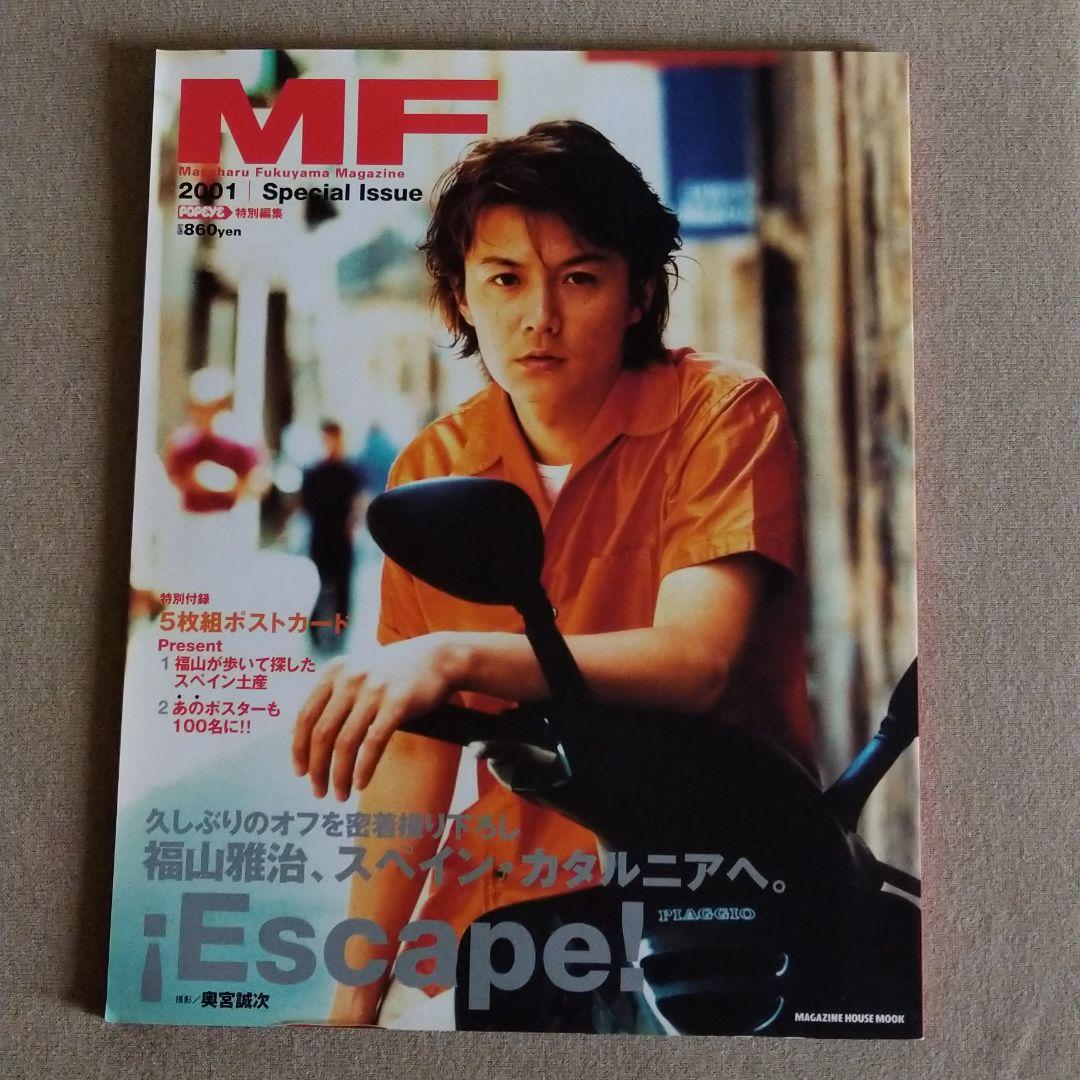 MF
Masaharu Fukuyama Magazine
2001 | Special Issue
POPEYE 特別編集
860yen
特別付録
5枚組ポストカード
Present
1 福山が歩いて探した
スペイン土産
2 あのポスターも
100名に!!
久しぶりのオフを密着撮り下ろし
福山雅治、スペイン・カタルニアへ。
¡Escape!
PIAGGIO
撮影／奥宮誠次
MAGAZINE HOUSE MOOK